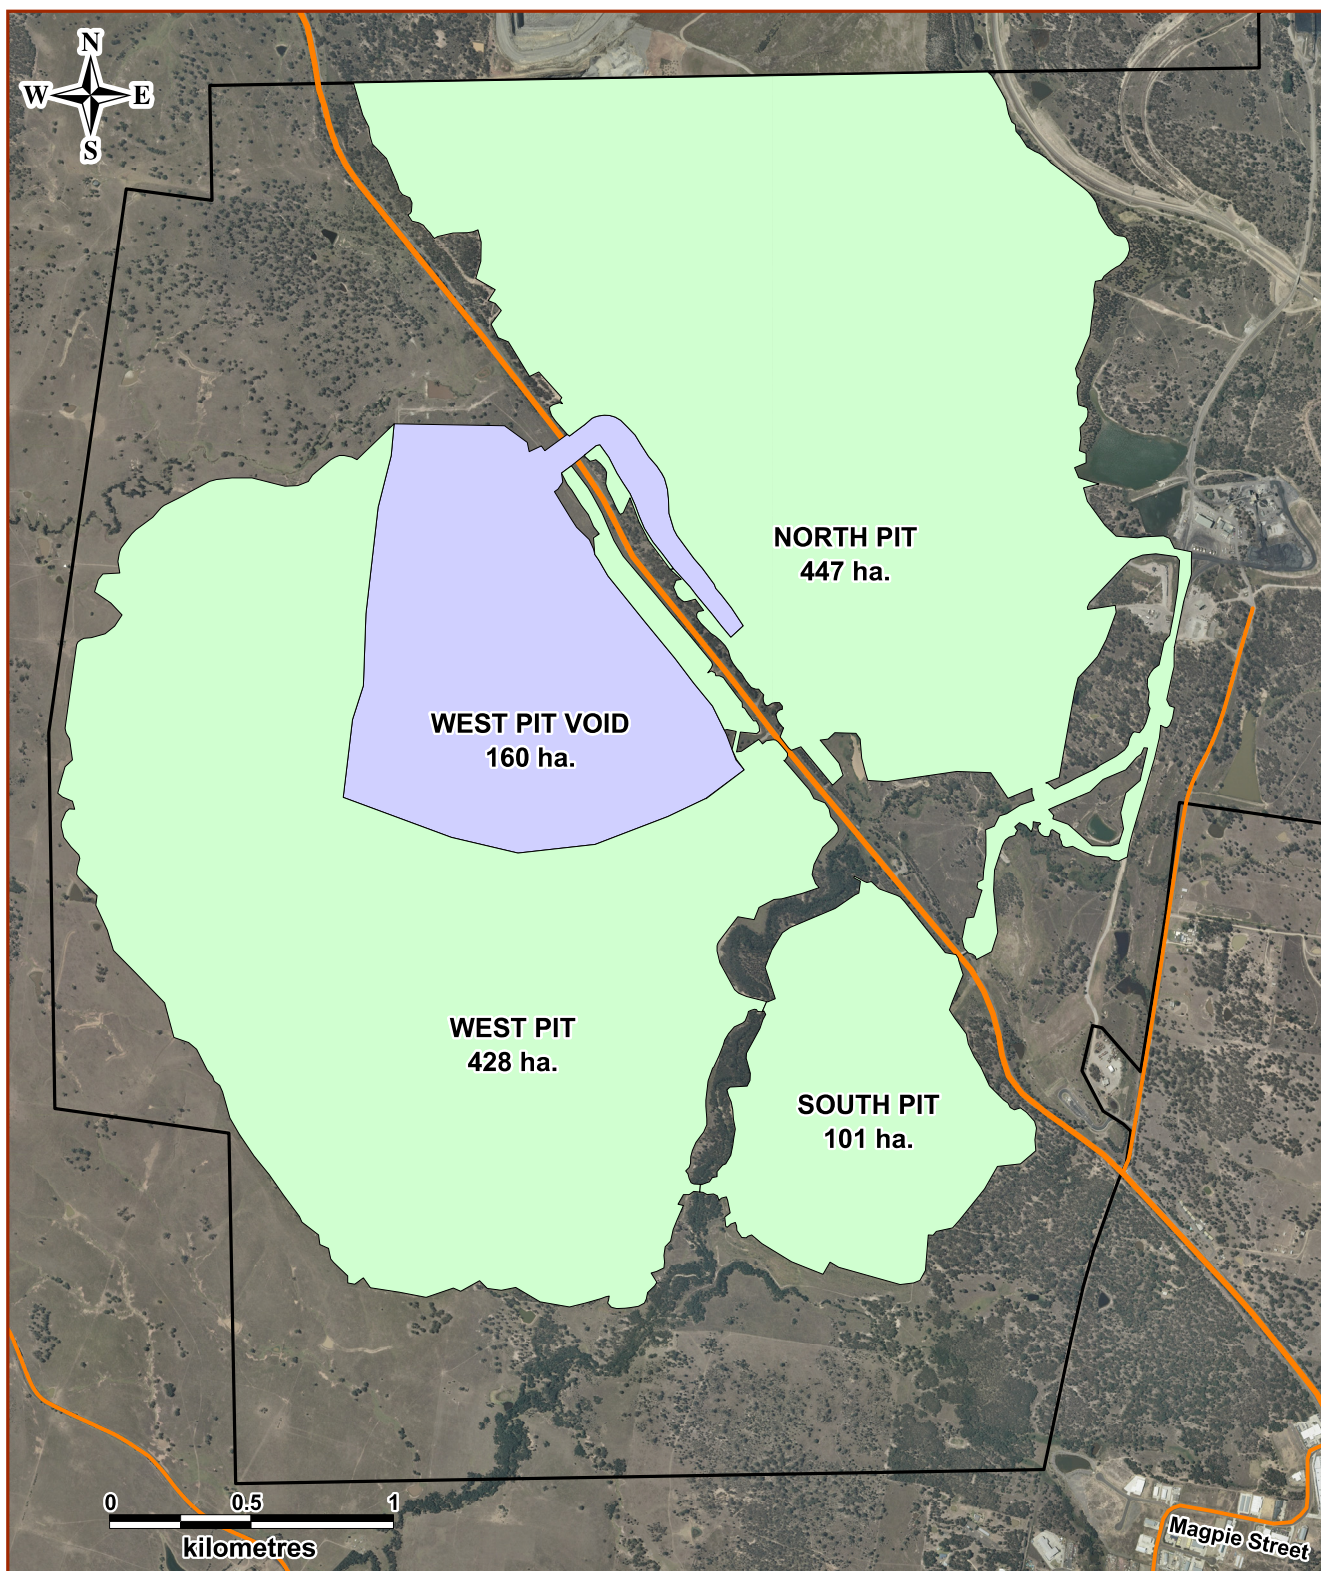 N
W E
S
NORTH PIT
447 ha.
WEST PIT VOID
160 ha.
WEST PIT
428 ha.
SOUTH PIT
101 ha.
0 0.5 1
kilometres
Magpie Street